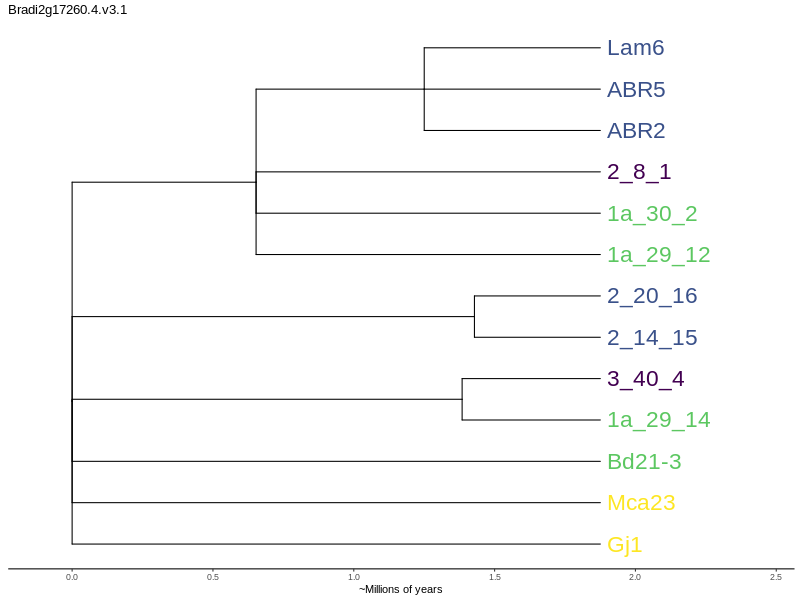 Bradi2g17260.4.v3.1
Lam6
ABR5
ABR2
2_8_1
1a_30_2
1a_29_12
2_20_16
2_14_15
3_40_4
1a_29_14
Bd21-3
Mca23
Gj1
0.0 0.5 1.0 1.5 2.0 2.5
~Millions of years